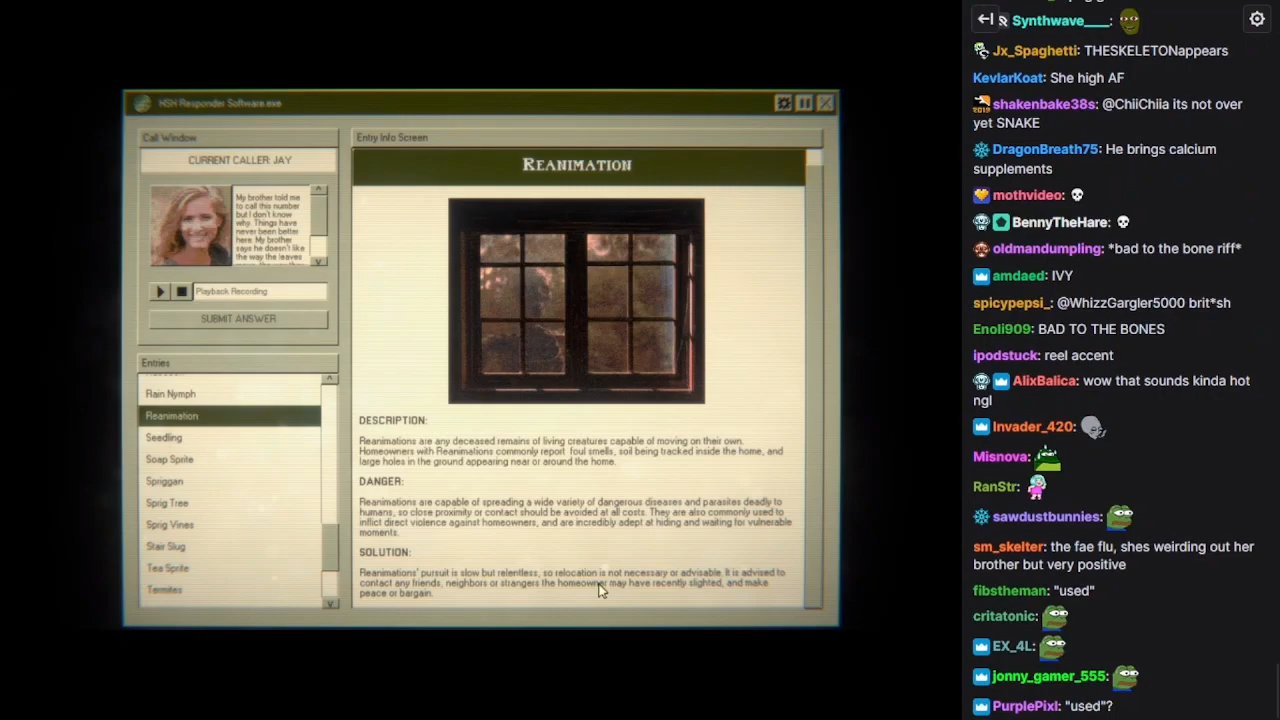 HSH Responder Software.exe
Call Window
CURRENT CALLER: JAY
My brother told me
to call this number
but I don't know
why. Things have
never been better
here. My brother
says he doesn't like
the way the leaves
Playback Recording
SUBMIT ANSWER
Entries
Rain Nymph
Reanimation
Seedling
Soap Sprite
Spriggan
Sprig Tree
Sprig Vines
Stair Slug
Tea Sprite
Termites
Entry Info Screen
REANIMATION
DESCRIPTION:
Reanimations are any deceased remains of living creatures capable of moving on their own.
Homeowners with Reanimations commonly report foul smells, soil being tracked inside the home, and
large holes in the ground appearing near or around the home.
DANGER:
Reanimations are capable of spreading a wide variety of dangerous diseases and parasites deadly to
humans, so close proximity or contact should be avoided at all costs. They are also commonly used to
inflict direct violence against homeowners, and are incredibly adept at hiding and waiting for vulnerable
moments.
SOLUTION:
Reanimations' pursuit is slow but relentless, so relocation is not necessary or advisable. It is advised to
contact any friends, neighbors or strangers the homeowner may have recently slighted, and make
peace or bargain.
Synthwave____:
Jx_Spaghetti: THESKELETONappears
KevlarKoat: She high AF
shakenbake38s: @ChiiChiia its not over
yet SNAKE
DragonBreath75: He brings calcium
supplements
mothvideo:
BennyTheHare:
oldmandumpling: *bad to the bone riff*
amdaed: IVY
spicypepsi_: @WhizzGargler5000 brit*sh
Enoli909: BAD TO THE BONES
ipodstuck: reel accent
AlixBalica: wow that sounds kinda hot
ngl
Invader_420:
Misnova:
RanStr:
sawdustbunnies:
sm_skelter: the fae flu, shes weirding out her
brother but very positive
fibstheman: "used"
critatonic:
EX_4L:
jonny_gamer_555:
PurplePixl: "used"?